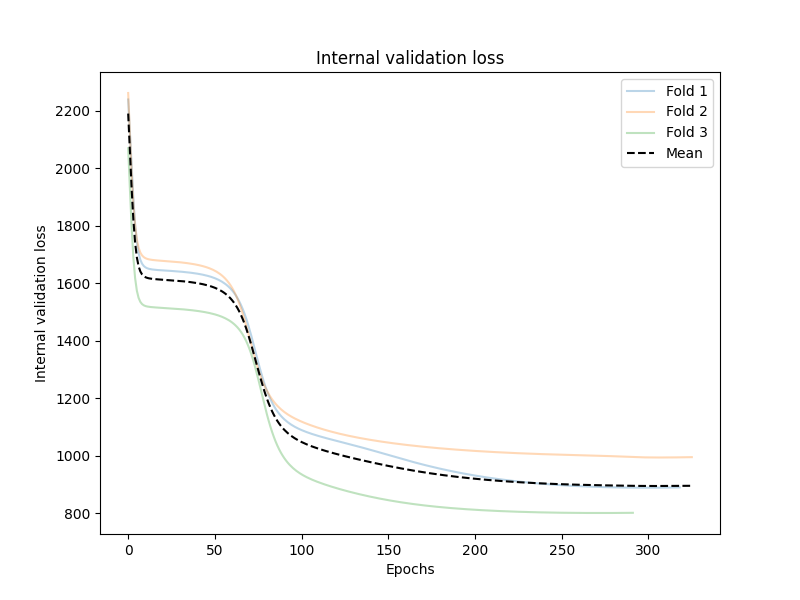 Internal validation loss
Fold 1
Fold 2
Fold 3
Mean
Internal validation loss
2200
2000
1800
1600
1400
1200
1000
800
0 50 100 150 200 250 300
Epochs